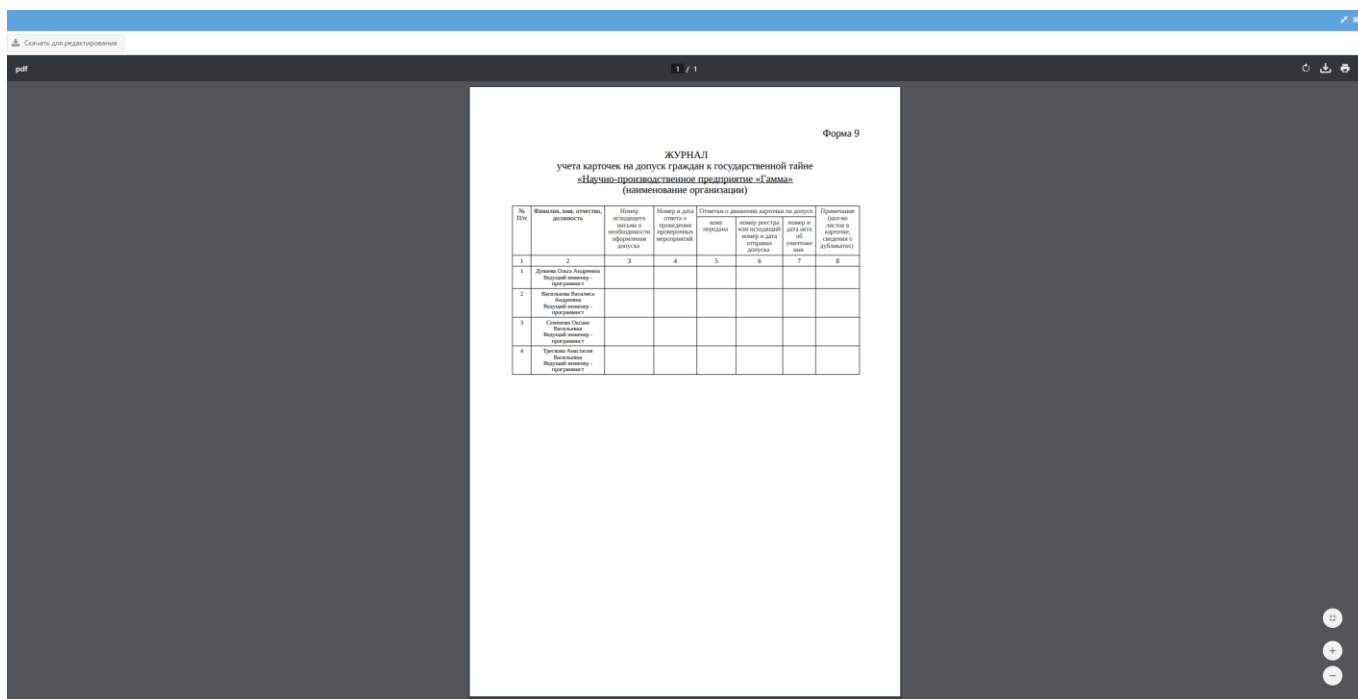 Скачать для редактирования
pdf
1 / 1
Форма 9
ЖУРНАЛ
учета карточек на допуск граждан к государственной тайне
«Научно-производственное предприятие «Гамма»
(наименование организации)
№ П/п
Фамилия, имя, отчество, должность
Номер исходящего письма о необходимости оформления допуска
Номер и дата ответа о проведении проверочных мероприятий
Отметки о движении карточки на допуск
кому передана
номер реестра или исходящий номер и дата отправки допуска
номер и дата акта об уничтоже нии
Примечание (кол-во листов в карточке, сведения о дубликатах)
1 2 3 4 5 6 7 8
1 Дунаева Ольга Андреевна
Ведущий инженер -
программист
2 Василькова Василиса
Андреевна
Ведущий инженер -
программист
3 Семенова Оксана
Васильевна
Ведущий инженер -
программист
4 Трескова Анастасия
Васильевна
Ведущий инженер -
программист